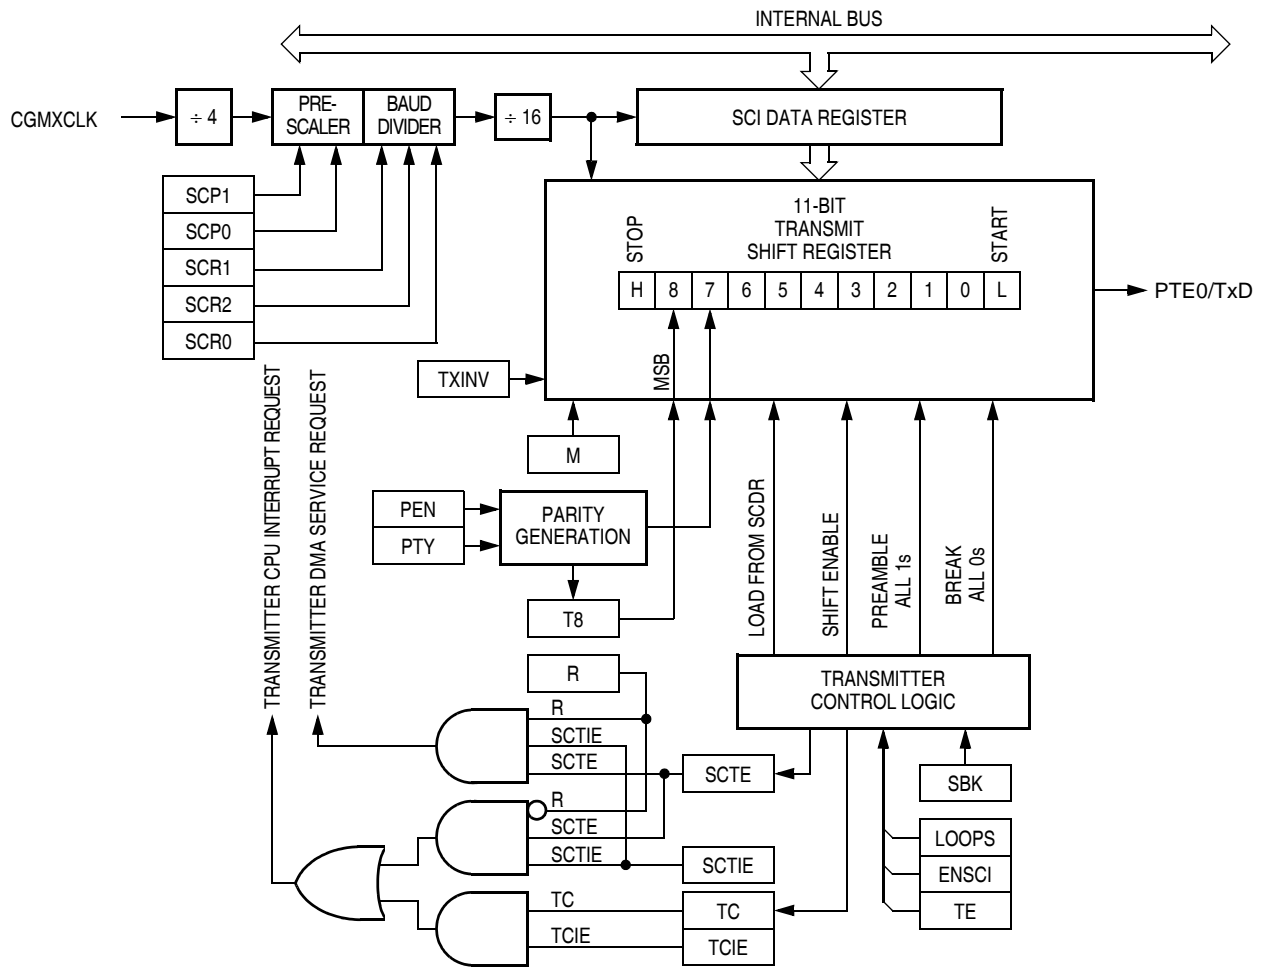 INTERNAL BUS
CGMXCLK
÷ 4
PRE-
SCALER
BAUD
DIVIDER
÷ 16
SCI DATA REGISTER
SCP1
SCP0
SCR1
SCR2
SCR0
11-BIT
TRANSMIT
SHIFT REGISTER
STOP
START
H 8 7 6 5 4 3 2 1 0 L
PTE0/TxD
MSB
TXINV
M
PEN
PTY
PARITY
GENERATION
T8
TRANSMITTER CPU INTERRUPT REQUEST
TRANSMITTER DMA SERVICE REQUEST
LOAD FROM SCDR
SHIFT ENABLE
PREAMBLE
ALL 1s
BREAK
ALL 0s
TRANSMITTER
CONTROL LOGIC
R
R
SCTIE
SCTE
SCTE
SBK
R
SCTE
SCTIE
SCTIE
LOOPS
ENSCI
TE
TC
TC
TCIE
TCIE